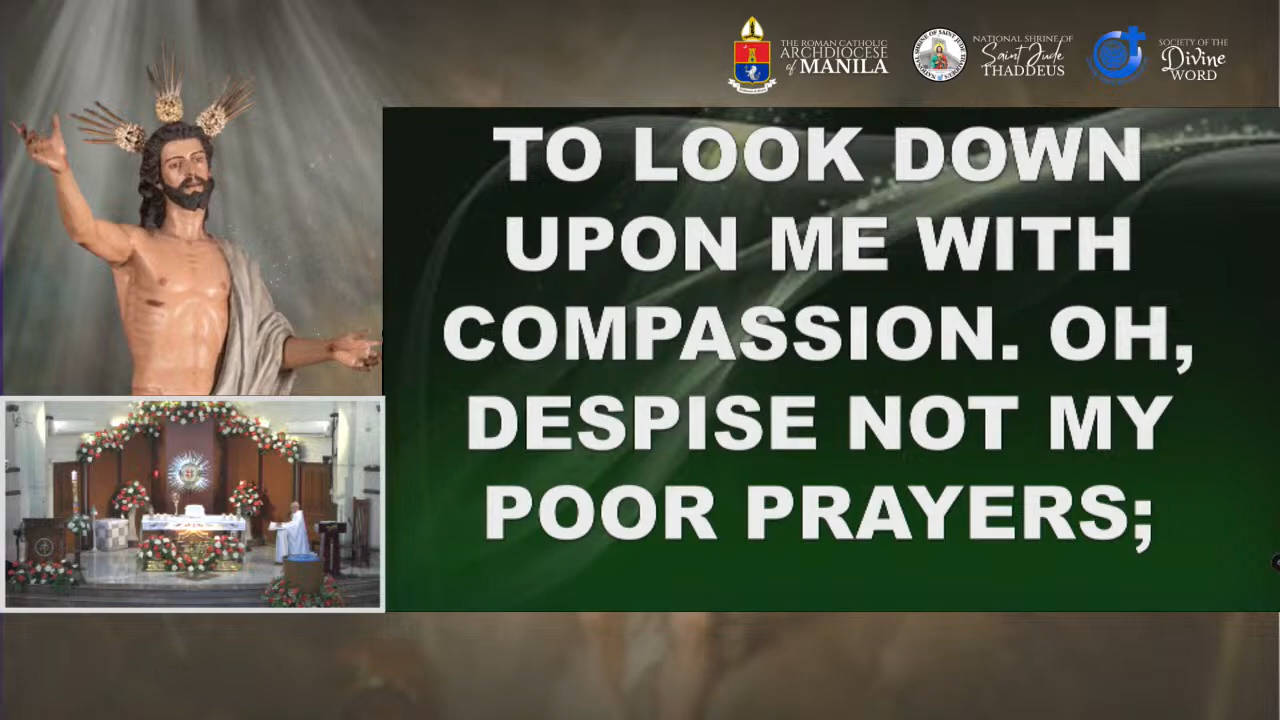 THE ROMAN CATHOLIC
ARCHDIOCESE
of MANILA
NATIONAL SHRINE OF
Saint Jude
THADDEUS
SOCIETY OF THE
Divine
WORD
TO LOOK DOWN
UPON ME WITH
COMPASSION. OH,
DESPISE NOT MY
POOR PRAYERS;